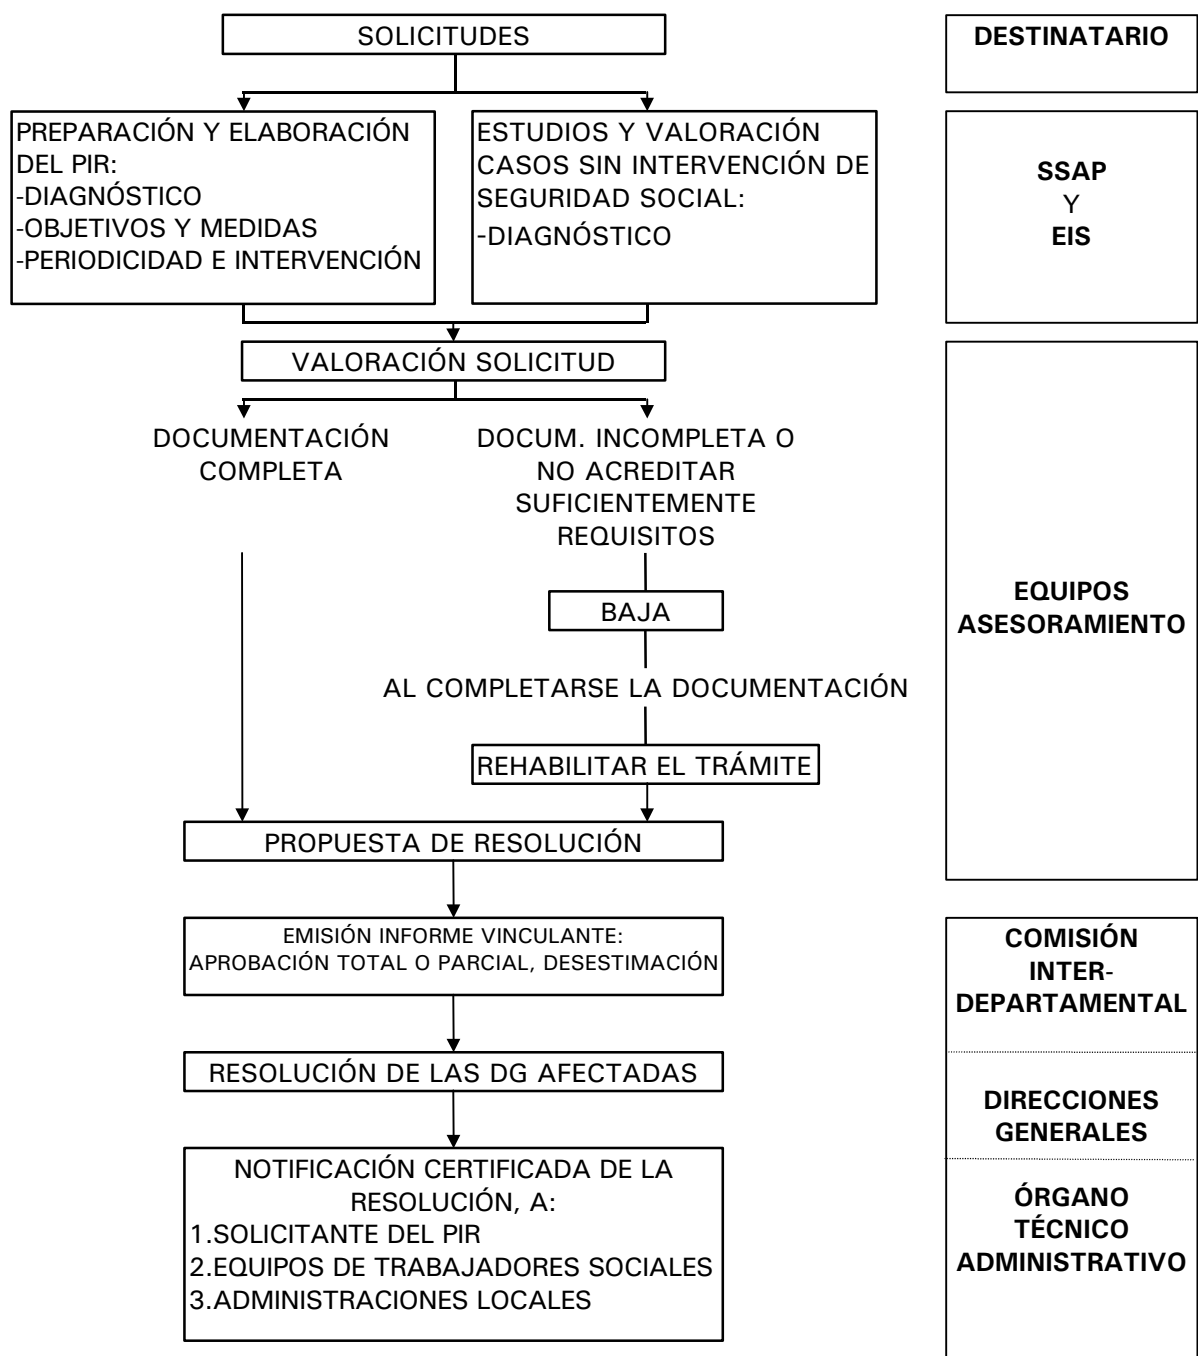 SOLICITUDES
DESTINATARIO
PREPARACIÓN Y ELABORACIÓN
DEL PIR:
-DIAGNÓSTICO
-OBJETIVOS Y MEDIDAS
-PERIODICIDAD E INTERVENCIÓN
ESTUDIOS Y VALORACIÓN
CASOS SIN INTERVENCIÓN DE
SEGURIDAD SOCIAL:
-DIAGNÓSTICO
SSAP
Y
EIS
VALORACIÓN SOLICITUD
DOCUMENTACIÓN
COMPLETA
DOCUM. INCOMPLETA O
NO ACREDITAR
SUFICIENTEMENTE
REQUISITOS
BAJA
AL COMPLETARSE LA DOCUMENTACIÓN
REHABILITAR EL TRÁMITE
PROPUESTA DE RESOLUCIÓN
EQUIPOS
ASESORAMIENTO
EMISIÓN INFORME VINCULANTE:
APROBACIÓN TOTAL O PARCIAL, DESESTIMACIÓN
COMISIÓN
INTER-
DEPARTAMENTAL
RESOLUCIÓN DE LAS DG AFECTADAS
DIRECCIONES
GENERALES
NOTIFICACIÓN CERTIFICADA DE LA
RESOLUCIÓN, A:
1.SOLICITANTE DEL PIR
2.EQUIPOS DE TRABAJADORES SOCIALES
3.ADMINISTRACIONES LOCALES
ÓRGANO
TÉCNICO
ADMINISTRATIVO